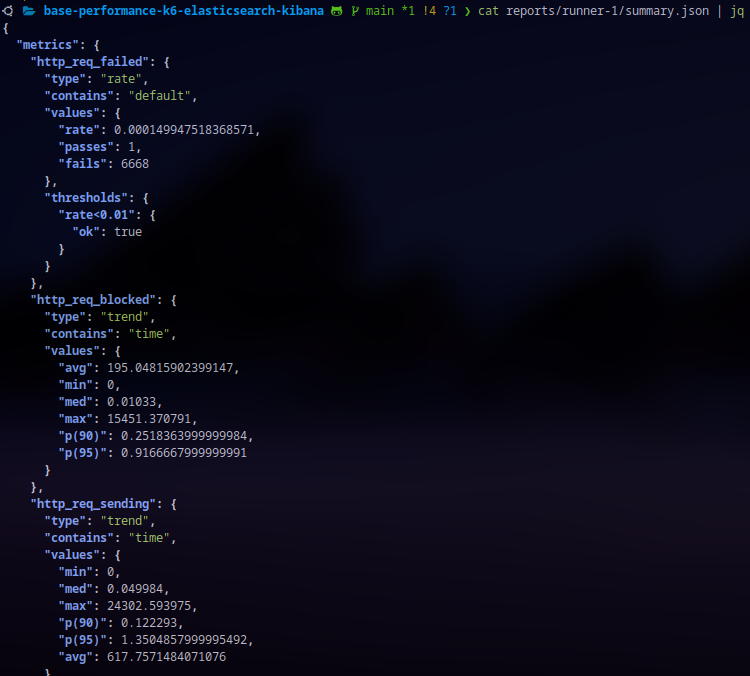 base-performance-k6-elasticsearch-kibana main *1 !4 ?1 ❯ cat reports/runner-1/summary.json | jq
{
  "metrics": {
    "http_req_failed": {
      "type": "rate",
      "contains": "default",
      "values": {
        "rate": 0.000149947518368571,
        "passes": 1,
        "fails": 6668
      },
      "thresholds": {
        "rate<0.01": {
          "ok": true
        }
      }
    },
    "http_req_blocked": {
      "type": "trend",
      "contains": "time",
      "values": {
        "avg": 195.04815902399147,
        "min": 0,
        "med": 0.01033,
        "max": 15451.370791,
        "p(90)": 0.2518363999999984,
        "p(95)": 0.9166667999999991
      }
    },
    "http_req_sending": {
      "type": "trend",
      "contains": "time",
      "values": {
        "min": 0,
        "med": 0.049984,
        "max": 24302.593975,
        "p(90)": 0.122293,
        "p(95)": 1.3504857999995492,
        "avg": 617.7571484071076
      }